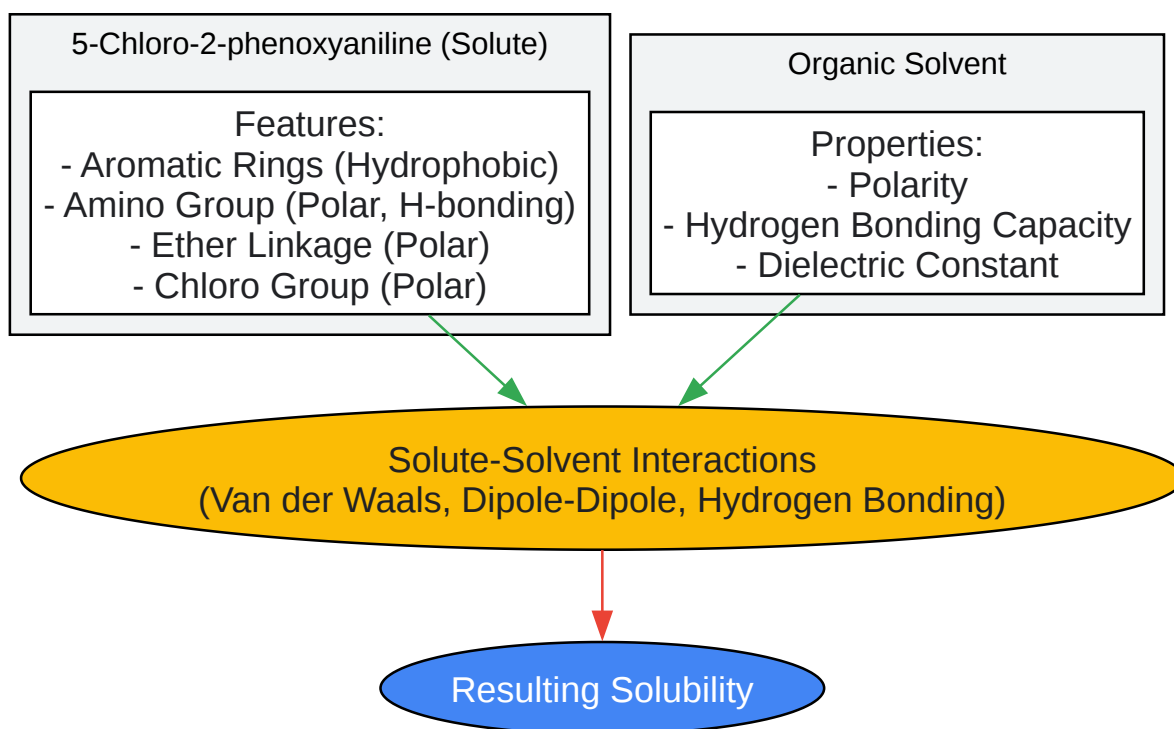 5-Chloro-2-phenoxyaniline (Solute)
Features:
- Aromatic Rings (Hydrophobic)
- Amino Group (Polar, H-bonding)
- Ether Linkage (Polar)
- Chloro Group (Polar)
Organic Solvent
Properties:
- Polarity
- Hydrogen Bonding Capacity
- Dielectric Constant
Solute-Solvent Interactions
(Van der Waals, Dipole-Dipole, Hydrogen Bonding)
Resulting Solubility